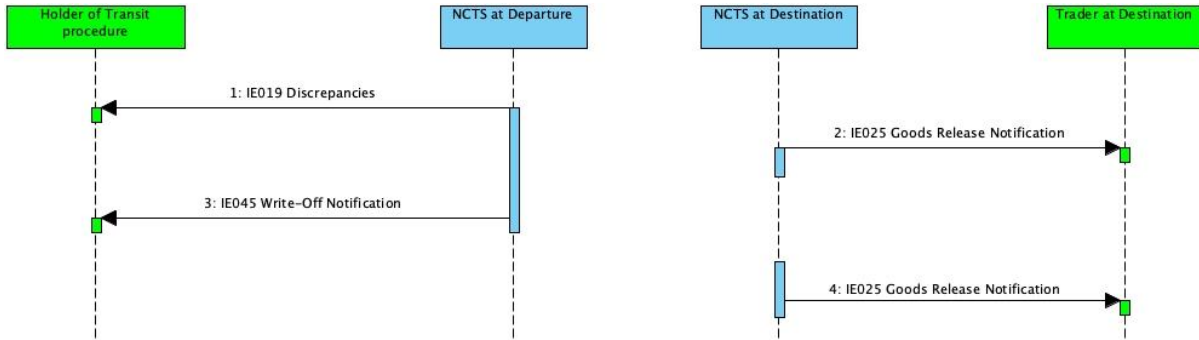 Holder of Transit
procedure
NCTS at Departure
NCTS at Destination
Trader at Destination
1: IE019 Discrepancies
2: IE025 Goods Release Notification
3: IE045 Write-Off Notification
4: IE025 Goods Release Notification